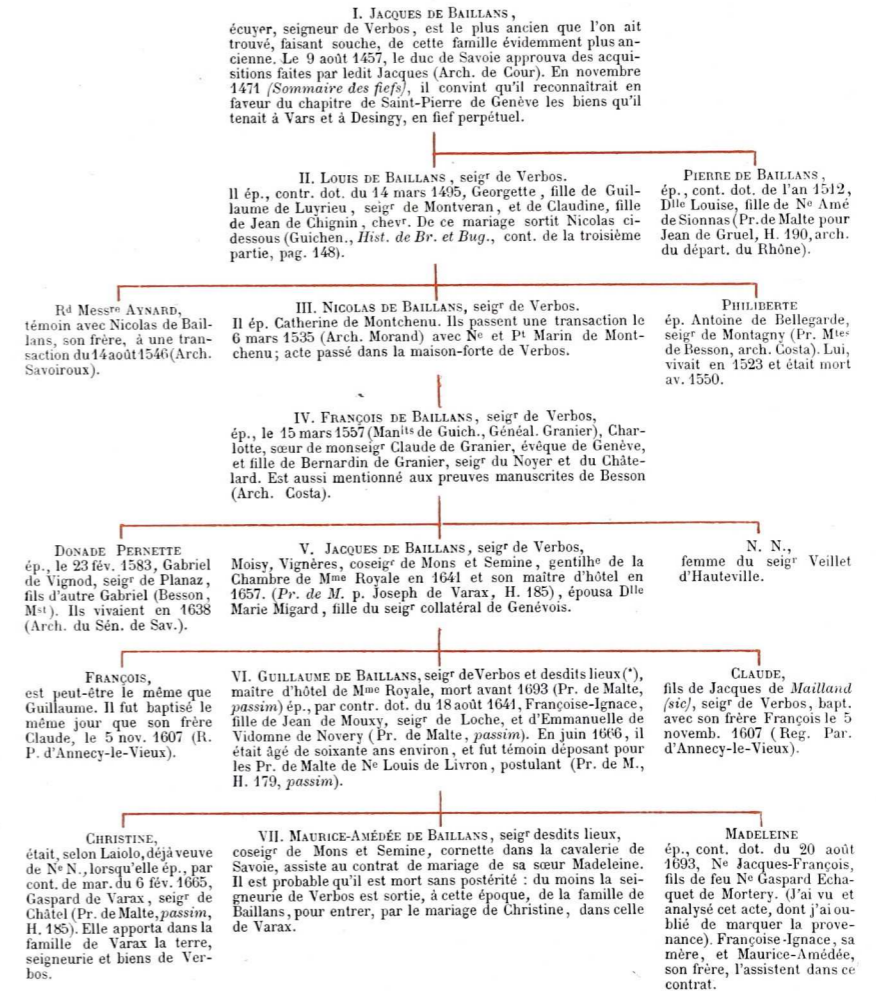 I. JACQUES DE BAILLANS,
écuyer, seigneur de Verbos, est le plus ancien que l'on ait
trouvé, faisant souche, de cette famille évidemment plus an-
cienne. Le 9 août 1457, le duc de Savoie approuva des acqui-
sitions faites par ledit Jacques (Arch. de Cour). En novembre
1471 (Sommaire des fiefs), il convint qu'il reconnaîtrait en
faveur du chapitre de Saint-Pierre de Genève les biens qu'il
tenait à Vars et à Desingy, en fief perpétuel.
II. LOUIS DE BAILLANS, seigr de Verbos.
Il ép., contr. dot. du 14 mars 1495, Georgette, fille de Guil-
laume de Luyrieu, seigr de Montveran, et de Claudine, fille
de Jean de Chignin, chevr. De ce mariage sortit Nicolas ci-
dessous (Guichen., Hist. de Br. et Bug., cont. de la troisième
partie, pag. 148).
PIERRE DE BAILLANS,
ép., cont. dot. de l'an 1512,
Dlle Louise, fille de Ne Amé
de Sionnas (Pr. de Malte pour
Jean de Gruel, H. 190, arch.
du départ. du Rhône).
Rd Messre AYNARD,
témoin avec Nicolas de Bail-
lans, son frère, à une tran-
saction du 14 août 1546 (Arch.
Savoiroux).
III. NICOLAS DE BAILLANS, seigr de Verbos.
Il ép. Catherine de Montchenu. Ils passent une transaction le
6 mars 1535 (Arch. Morand) avec Ne et Pt Marin de Mont-
chenu; acte passé dans la maison-forte de Verbos.
PHILIBERTE
ép. Antoine de Bellegarde,
seigr de Montagny (Pr. Mtes
de Besson, arch. Costa). Lui,
vivait en 1523 et était mort
av. 1550.
IV. FRANÇOIS DE BAILLANS, seigr de Verbos,
ép., le 15 mars 1557 (Manits de Guich., Généal. Granier), Char-
lotte, sœur de monseigr Claude de Granier, évêque de Genève,
et fille de Bernardin de Granier, seigr du Noyer et du Châte-
lard. Est aussi mentionné aux preuves manuscrites de Besson
(Arch. Costa).
DONADE PERNETTE
ép., le 23 fév. 1583, Gabriel
de Vignod, seigr de Planaz,
fils d'autre Gabriel (Besson,
Mst). Ils vivaient en 1638
(Arch. du Sén. de Sav.).
V. JACQUES DE BAILLANS, seigr de Verbos,
Moisy, Vignères, coseigr de Mons et Semine, gentilhe de la
Chambre de Mme Royale en 1641 et son maître d'hôtel en
1657. (Pr. de M. p. Joseph de Varax, H. 185), épousa Dlle
Marie Migard, fille du seigr collatéral de Genévois.
N. N.,
femme du seigr Veillet
d'Hauteville.
FRANÇOIS,
est peut-être le même que
Guillaume. Il fut baptisé le
même jour que son frère
Claude, le 5 nov. 1607 (R.
P. d'Annecy-le-Vieux).
VI. GUILLAUME DE BAILLANS, seigr de Verbos et desdits lieux (*),
maître d'hôtel de Mme Royale, mort avant 1693 (Pr. de Malte,
passim) ép., par contr. dot. du 18 août 1641, Françoise-Ignace,
fille de Jean de Mouxy, seigr de Loche, et d'Emmanuelle de
Vidomne de Novery (Pr. de Malte, passim). En juin 1666, il
était âgé de soixante ans environ, et fut témoin déposant pour
les Pr. de Malte de Ne Louis de Livron, postulant (Pr. de M.,
H. 179, passim).
CLAUDE,
fils de Jacques de Mailland
(sic), seigr de Verbos, bapt.
avec son frère François le 5
novemb. 1607 (Reg. Par.
d'Annecy-le-Vieux).
CHRISTINE,
était, selon Laiolo, déjà veuve
de Ne N., lorsqu'elle ép., par
cont. de mar. du 6 fév. 1665,
Gaspard de Varax, seigr de
Châtel (Pr. de Malte, passim,
H. 185). Elle apporta dans la
famille de Varax la terre,
seigneurie et biens de Ver-
bos.
VII. MAURICE-AMÉDÉE DE BAILLANS, seigr desdits lieux,
coseigr de Mons et Semine, cornette dans la cavalerie de
Savoie, assiste au contrat de mariage de sa sœur Madeleine.
Il est probable qu'il est mort sans postérité : du moins la sei-
gneurie de Verbos est sortie, à cette époque, de la famille de
Baillans, pour entrer, par le mariage de Christine, dans celle
de Varax.
MADELEINE
ép., cont. dot. du 20 août
1693, Ne Jacques-François,
fils de feu Ne Gaspard Echa-
quet de Mortery. (J'ai vu et
analysé cet acte, dont j'ai ou-
blié de marquer la prove-
nance). Françoise-Ignace, sa
mère, et Maurice-Amédée,
son frère, l'assistent dans ce
contrat.